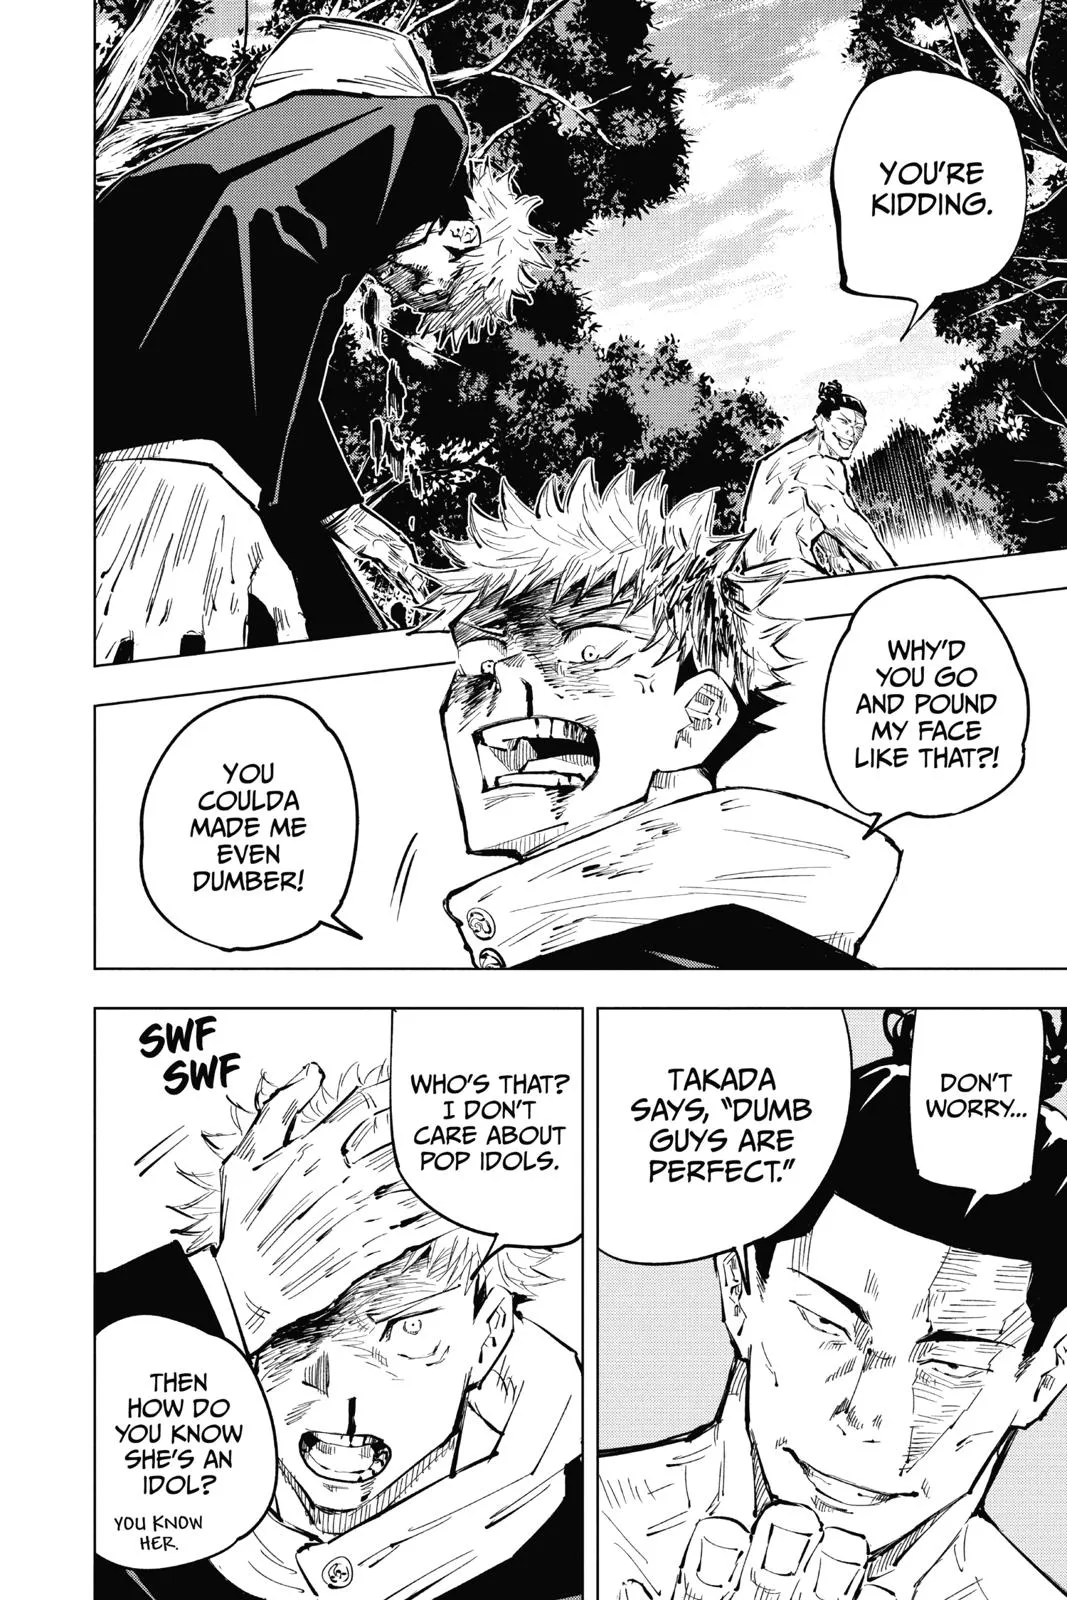 YOU'RE
KIDDING.
WHY'D
YOU GO
AND POUND
MY FACE
LIKE THAT?!
YOU
COULDA
MADE ME
EVEN
DUMBER!
DON'T
WORRY...
TAKADA
SAYS, “DUMB
GUYS ARE
PERFECT.”
WHO'S THAT?
I DON'T
CARE ABOUT
POP IDOLS.
SWF
SWF
THEN
HOW DO
YOU KNOW
SHE'S AN
IDOL?
YOU KNOW
HER.